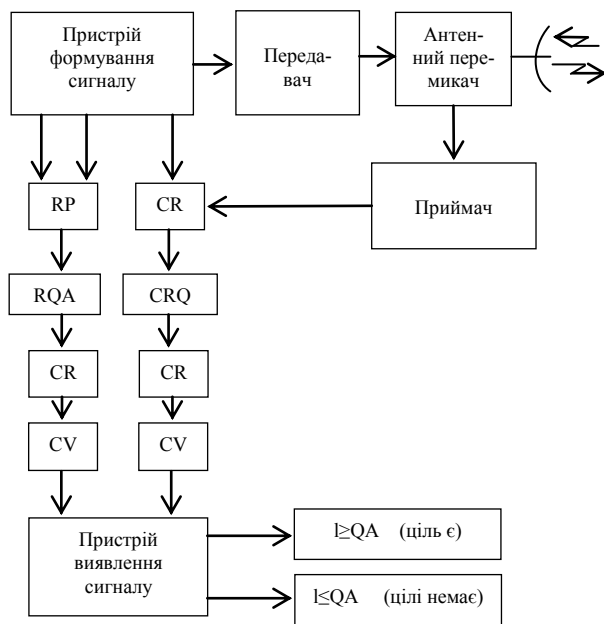 Пристрій
формування
сигналу
Переда-
вач
Антен-
ний пере-
микач
RP
CR
Приймач
RQA
CRQ
CR
CR
CV
CV
Пристрій
виявлення
сигналу
l≥QA (ціль є)
l≤QA (цілі немає)